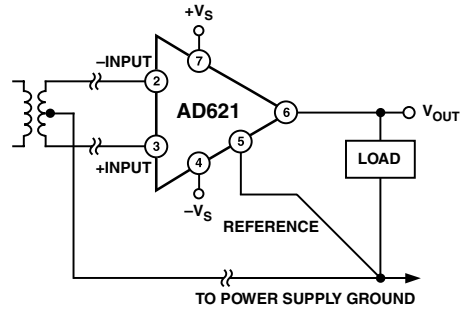 +VS
–INPUT
7
2
AD621
6
VOUT
3
5
LOAD
+INPUT
4
–VS
REFERENCE
TO POWER SUPPLY GROUND